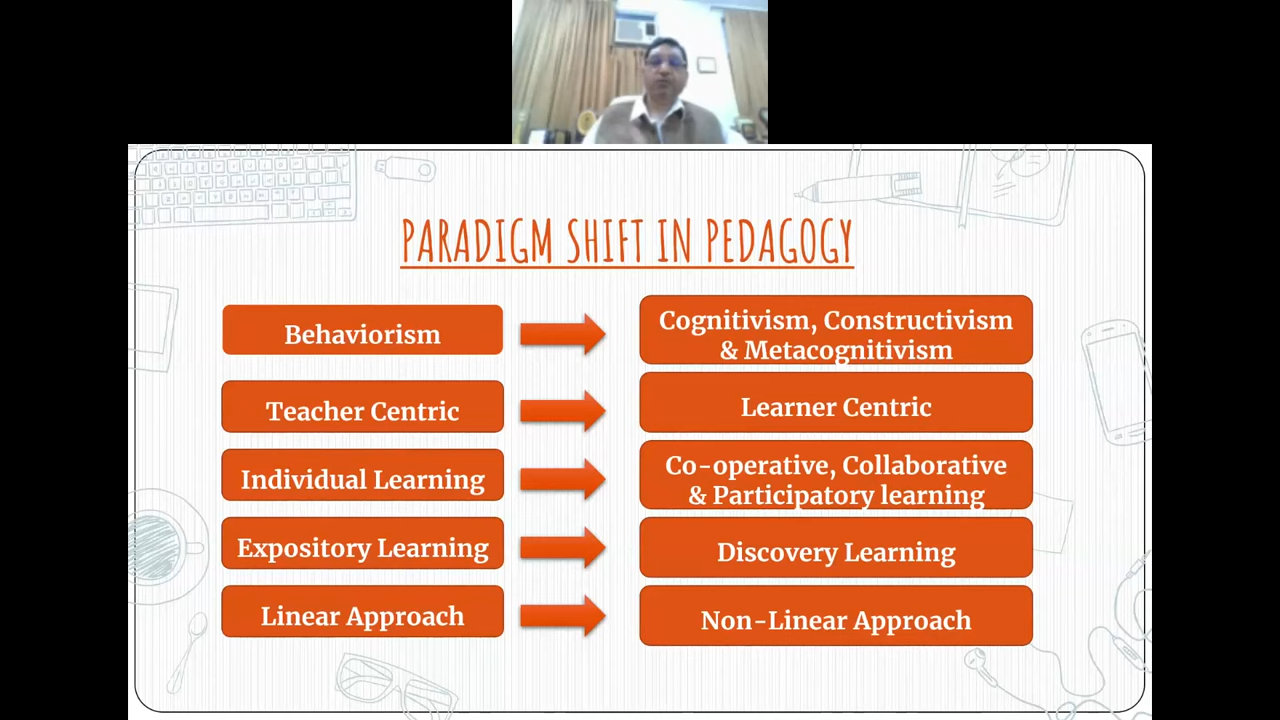 PARADIGM SHIFT IN PEDAGOGY
Behaviorism
Cognitivism, Constructivism
& Metacognitivism
Teacher Centric
Learner Centric
Individual Learning
Co-operative, Collaborative
& Participatory learning
Expository Learning
Discovery Learning
Linear Approach
Non-Linear Approach